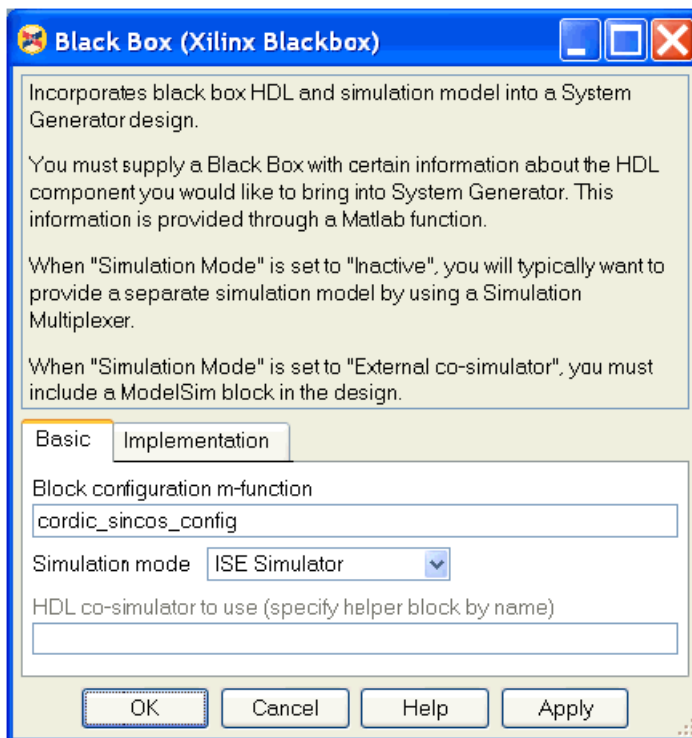 Black Box (Xilinx Blackbox)
Incorporates black box HDL and simulation model into a System
Generator design.
You must supply a Black Box with certain information about the HDL
component you would like to bring into System Generator. This
information is provided through a Matlab function.
When "Simulation Mode" is set to "Inactive", you will typically want to
provide a separate simulation model by using a Simulation
Multiplexer.
When "Simulation Mode" is set to "External co-simulator", you must
include a ModelSim block in the design.
Basic Implementation
Block configuration m-function
cordic_sincos_config
Simulation mode ISE Simulator
HDL co-simulator to use (specify helper block by name)
OK Cancel Help Apply